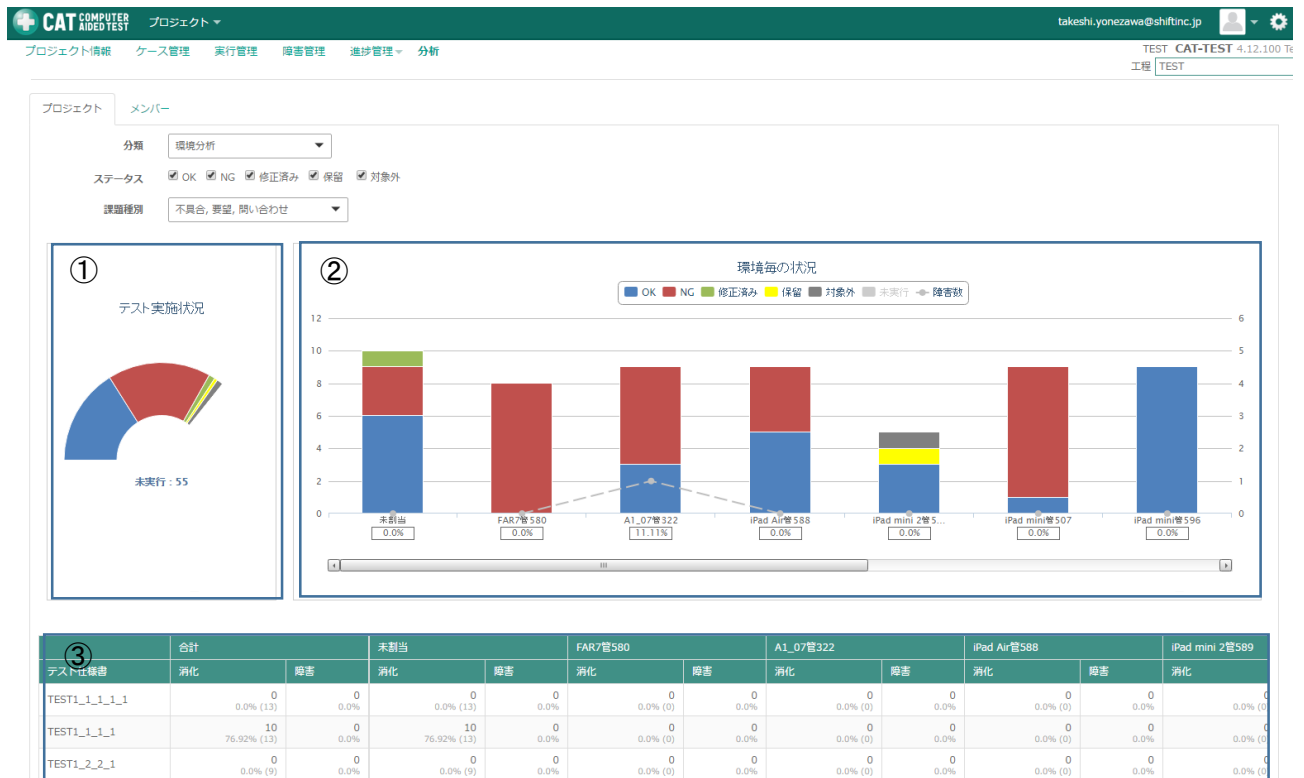 CAT COMPUTER AIDED TEST プロジェクト takeshi.yonezawa@shiftinc.jp
プロジェクト情報 ケース管理 実行管理 障害管理 進捗管理 分析 TEST CAT-TEST 4.12.100
工程 TEST
プロジェクト メンバー
分類 環境分析
ステータス OK NG 修正済み 保留 対象外
課題種別 不具合, 要望, 問い合わせ
①
テスト実施状況
未実行 : 55
②
環境毎の状況
OK NG 修正済み 保留 対象外 未実行 障害数
12 6
10 5
8 4
6 3
4 2
2 1
0 0
未割当 FAR7管580 A1_07管322 iPad Air管588 iPad mini 2管5... iPad mini管507 iPad mini管596
0.0% 0.0% 11.11% 0.0% 0.0% 0.0% 0.0%
③
合計 未割当 FAR7管580 A1_07管322 iPad Air管588 iPad mini 2管589
テスト仕様書 消化 障害 消化 障害 消化 障害 消化 障害 消化 障害 消化
TEST1_1_1_1_1 0 0 0 0 0 0 0 0 0 0 0
0.0% (13) 0.0% 0.0% (13) 0.0% 0.0% (0) 0.0% 0.0% (0) 0.0% 0.0% (0) 0.0% 0.0% (0
TEST1_1_1_1 10 0 10 0 0 0 0 0 0 0 0
76.92% (13) 0.0% 76.92% (13) 0.0% 0.0% (0) 0.0% 0.0% (0) 0.0% 0.0% (0) 0.0% 0.0% (0
TEST1_2_2_1 0 0 0 0 0 0 0 0 0 0 0
0.0% (9) 0.0% 0.0% (9) 0.0% 0.0% (0) 0.0% 0.0% (0) 0.0% 0.0% (0) 0.0% 0.0% (0